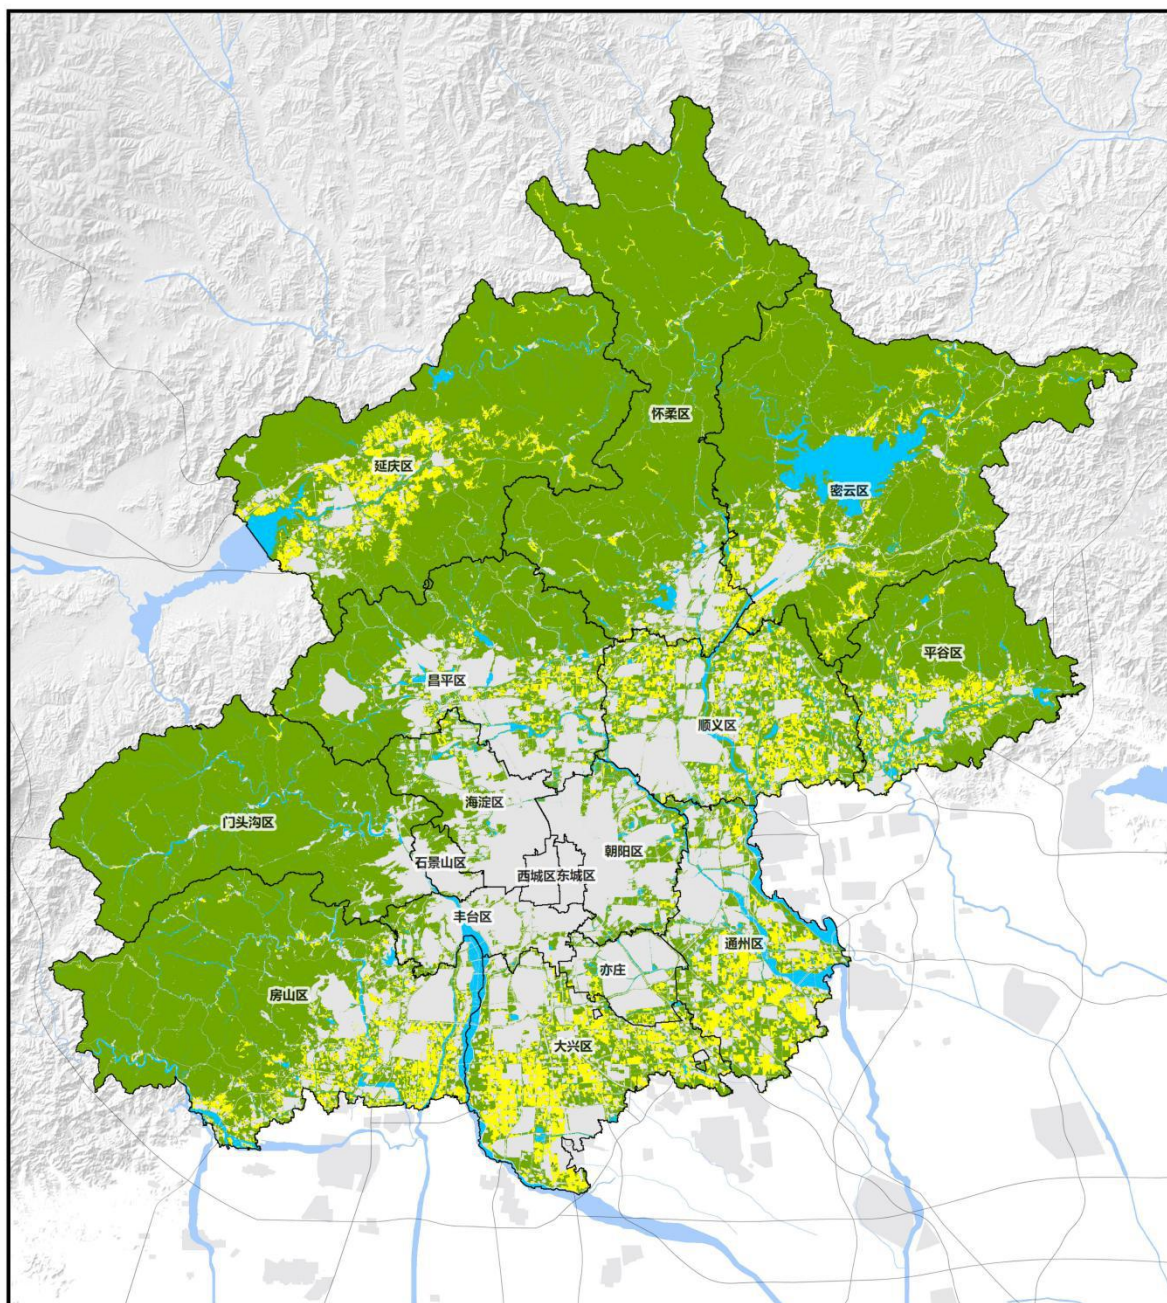 怀柔区
延庆区
密云区
平谷区
昌平区
顺义区
海淀区
门头沟区
朝阳区
石景山区
西城区
东城区
丰台区
通州区
亦庄
房山区
大兴区